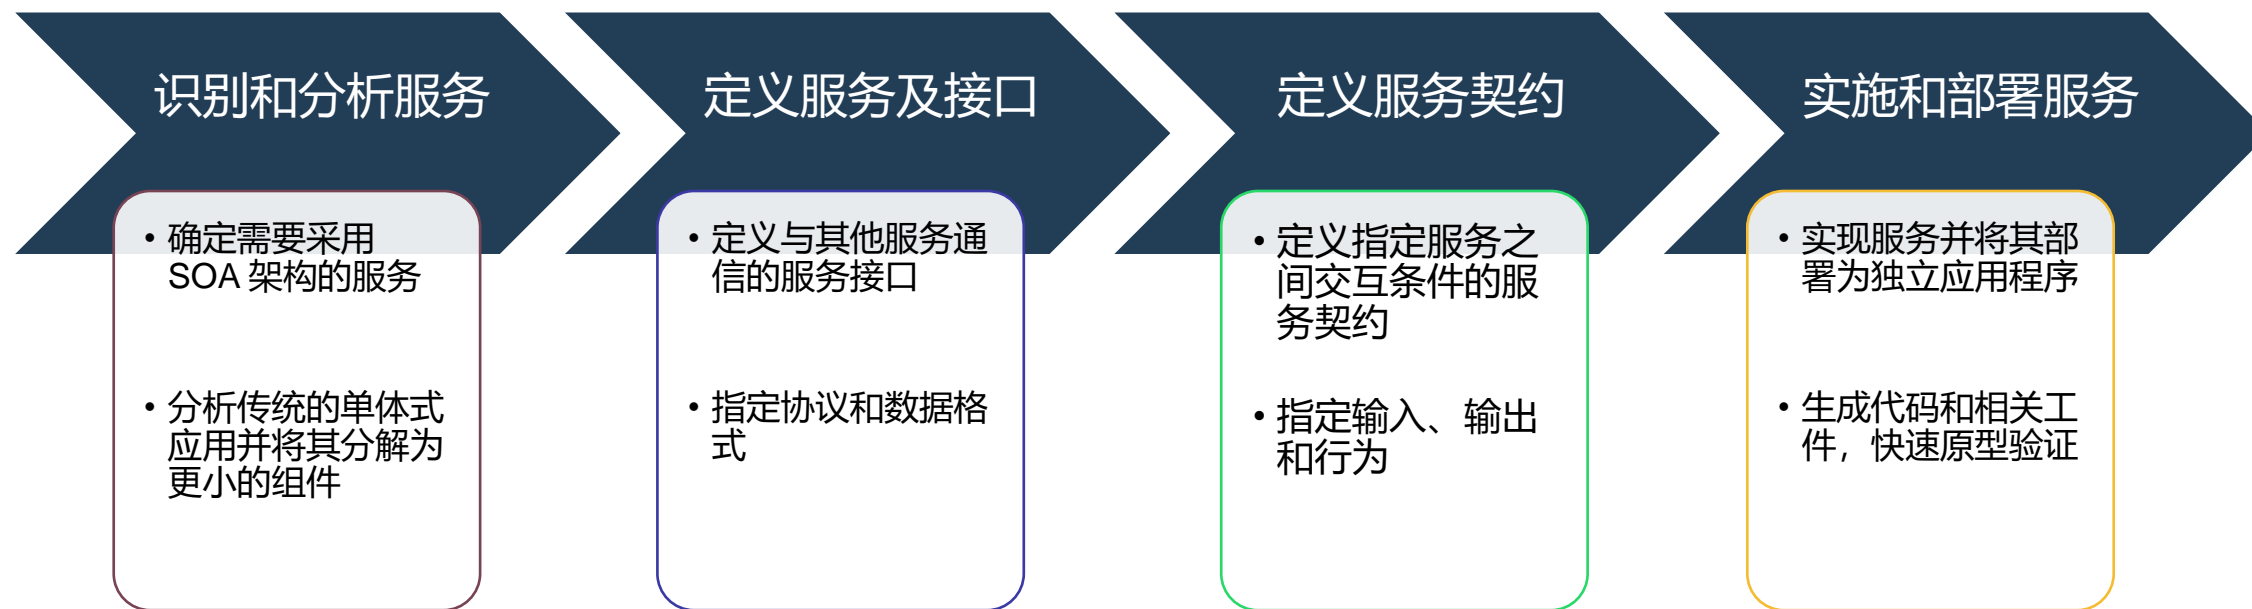 识别和分析服务
• 确定需要采用
SOA 架构的服务
• 分析传统的单体式
应用并将其分解为
更小的组件
定义服务及接口
• 定义与其他服务通
信的服务接口
• 指定协议和数据格
式
定义服务契约
• 定义指定服务之
间交互条件的服
务契约
• 指定输入、输出
和行为
实施和部署服务
• 实现服务并将其部
署为独立应用程序
• 生成代码和相关工
件，快速原型验证